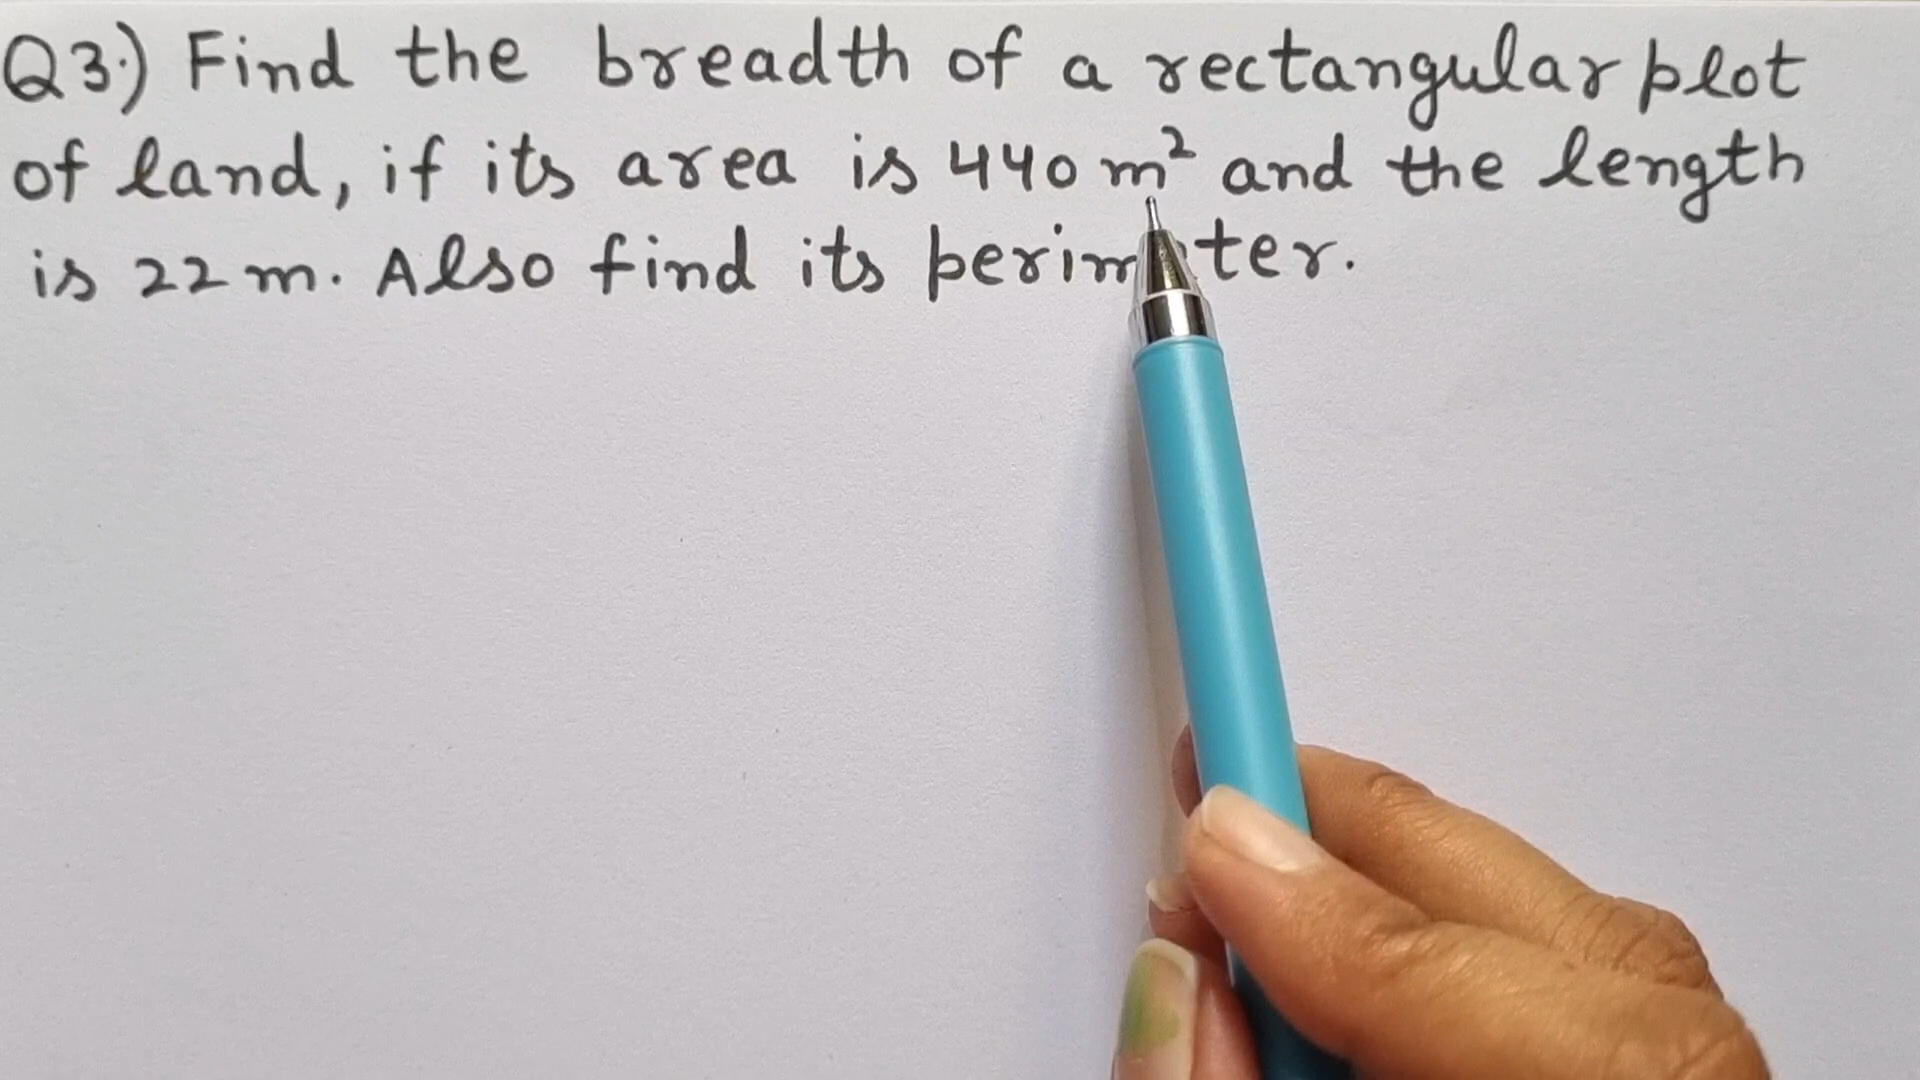 Q3.) Find the breadth of a rectangular plot
of land, if its area is 440 m² and the length
is 22 m. Also find its perimeter.